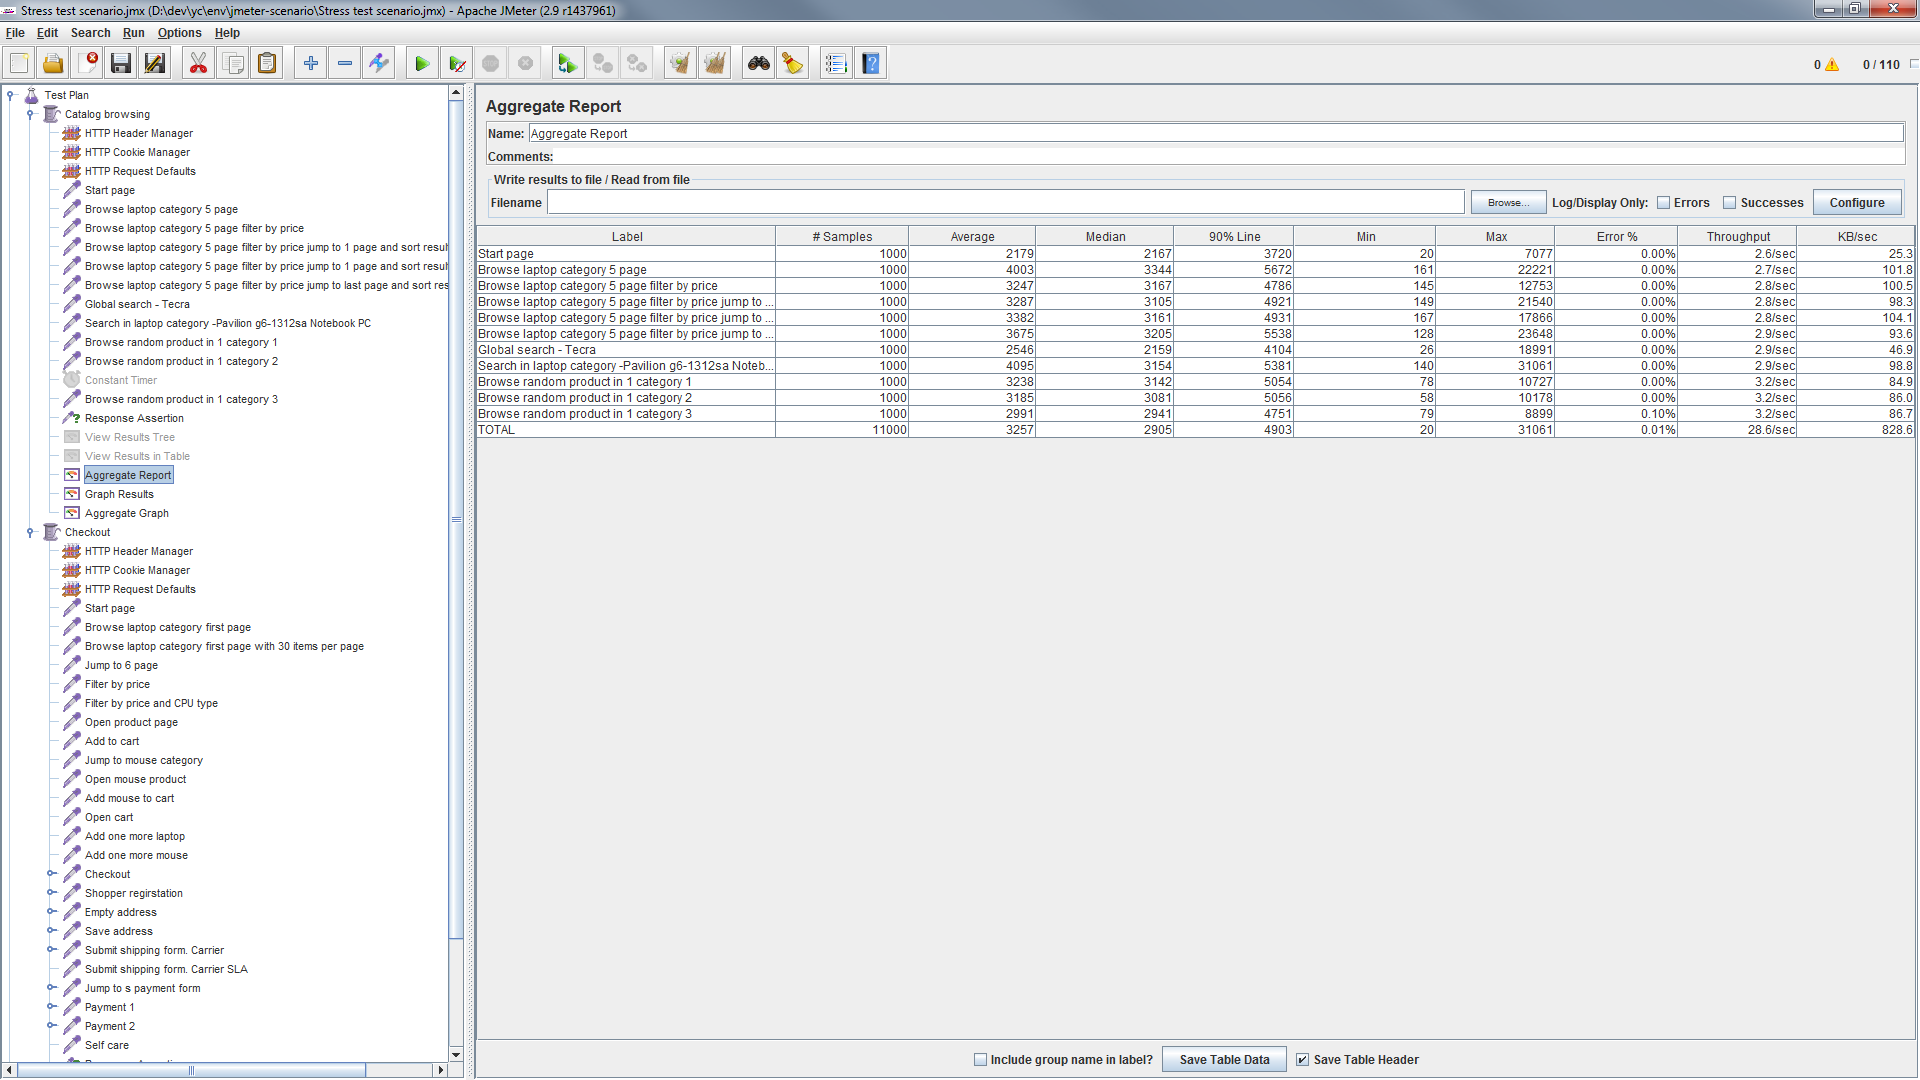 Stress test scenario.jmx (D:\dev\yc\env\jmeter-scenario\Stress test scenario.jmx) - Apache JMeter (2.9 r1437961)
File Edit Search Run Options Help
0 0 / 110
Test Plan
Catalog browsing
HTTP Header Manager
HTTP Cookie Manager
HTTP Request Defaults
Start page
Browse laptop category 5 page
Browse laptop category 5 page filter by price
Browse laptop category 5 page filter by price jump to 1 page and sort resul
Browse laptop category 5 page filter by price jump to 1 page and sort resul
Browse laptop category 5 page filter by price jump to last page and sort res
Global search - Tecra
Search in laptop category -Pavilion g6-1312sa Notebook PC
Browse random product in 1 category 1
Browse random product in 1 category 2
Constant Timer
Browse random product in 1 category 3
Response Assertion
View Results Tree
View Results in Table
Aggregate Report
Graph Results
Aggregate Graph
Checkout
HTTP Header Manager
HTTP Cookie Manager
HTTP Request Defaults
Start page
Browse laptop category first page
Browse laptop category first page with 30 items per page
Jump to 6 page
Filter by price
Filter by price and CPU type
Open product page
Add to cart
Jump to mouse category
Open mouse product
Add mouse to cart
Open cart
Add one more laptop
Add one more mouse
Checkout
Shopper regirstation
Empty address
Save address
Submit shipping form. Carrier
Submit shipping form. Carrier SLA
Jump to s payment form
Payment 1
Payment 2
Self care
Aggregate Report
Name: Aggregate Report
Comments:
Write results to file / Read from file
Filename Browse... Log/Display Only: Errors Successes Configure
Label # Samples Average Median 90% Line Min Max Error % Throughput KB/sec
Start page 1000 2179 2167 3720 20 7077 0.00% 2.6/sec 25.3
Browse laptop category 5 page 1000 4003 3344 5672 161 22221 0.00% 2.7/sec 101.8
Browse laptop category 5 page filter by price 1000 3247 3167 4786 145 12753 0.00% 2.8/sec 100.5
Browse laptop category 5 page filter by price jump to ... 1000 3287 3105 4921 149 21540 0.00% 2.8/sec 98.3
Browse laptop category 5 page filter by price jump to ... 1000 3382 3161 4931 167 17866 0.00% 2.8/sec 104.1
Browse laptop category 5 page filter by price jump to ... 1000 3675 3205 5538 128 23648 0.00% 2.9/sec 93.6
Global search - Tecra 1000 2546 2159 4104 26 18991 0.00% 2.9/sec 46.9
Search in laptop category -Pavilion g6-1312sa Noteb... 1000 4095 3154 5381 140 31061 0.00% 2.9/sec 98.8
Browse random product in 1 category 1 1000 3238 3142 5054 78 10727 0.00% 3.2/sec 84.9
Browse random product in 1 category 2 1000 3185 3081 5056 58 10178 0.00% 3.2/sec 86.0
Browse random product in 1 category 3 1000 2991 2941 4751 79 8899 0.10% 3.2/sec 86.7
TOTAL 11000 3257 2905 4903 20 31061 0.01% 28.6/sec 828.6
Include group name in label? Save Table Data Save Table Header